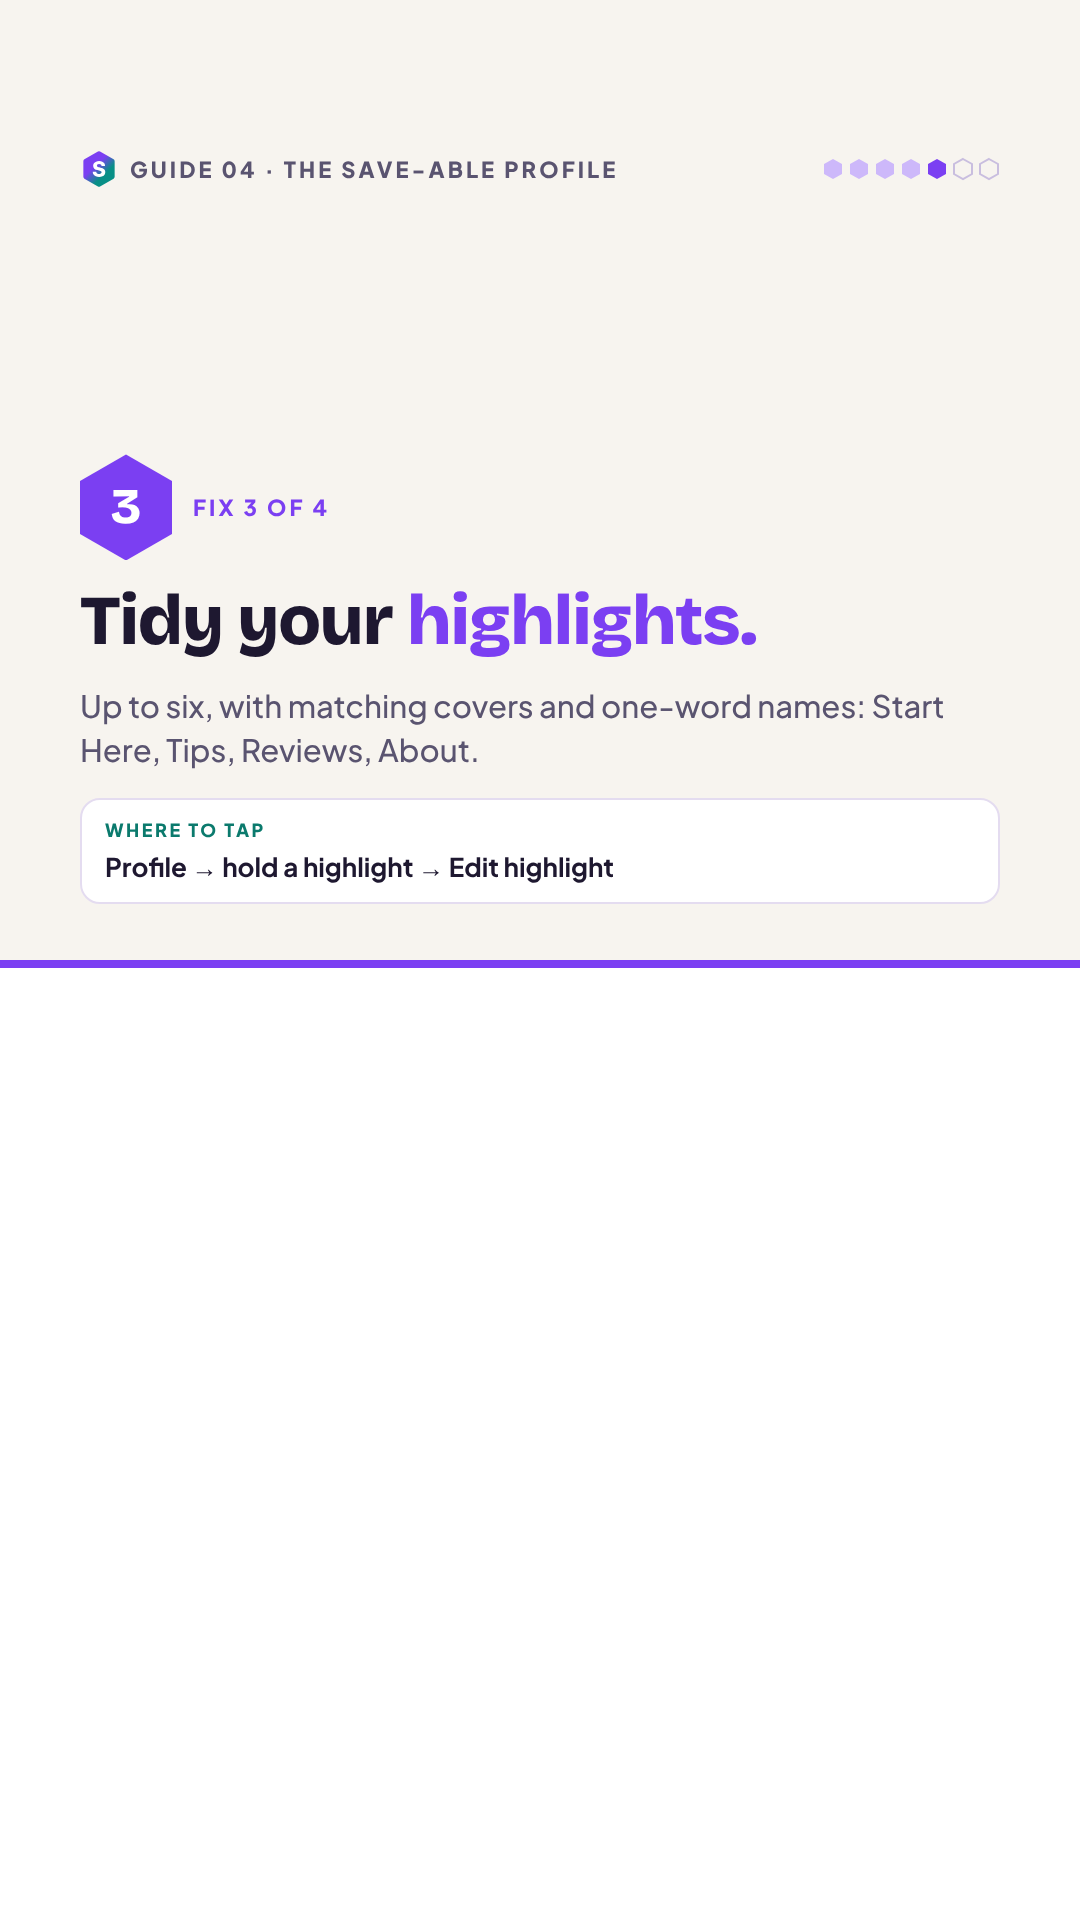 S GUIDE 04 · THE SAVE-ABLE PROFILE
3 FIX 3 OF 4
Tidy your highlights.
Up to six, with matching covers and one-word names: Start
Here, Tips, Reviews, About.
WHERE TO TAP
Profile → hold a highlight → Edit highlight